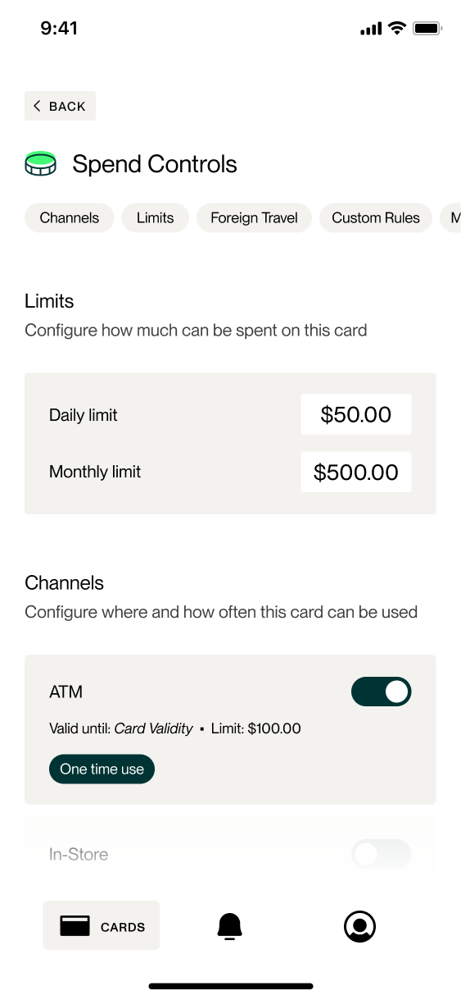 9:41
BACK
Spend Controls
Channels Limits Foreign Travel Custom Rules
Limits
Configure how much can be spent on this card
Daily limit $50.00
Monthly limit $500.00
Channels
Configure where and how often this card can be used
ATM
Valid until: Card Validity ▪ Limit: $100.00
One time use
In-Store
CARDS